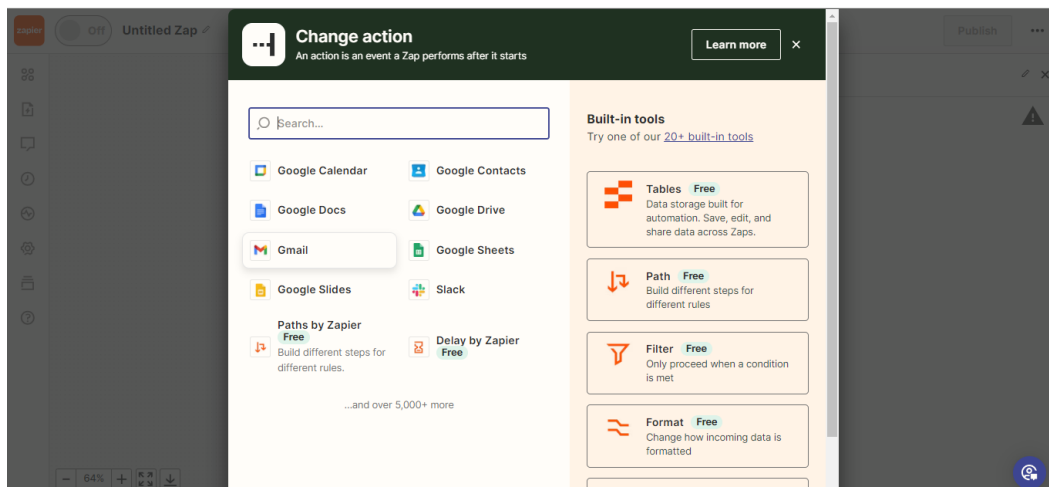 zapier
Off
Untitled Zap
Publish
Change action
An action is an event a Zap performs after it starts
Learn more
Search...
Google Calendar
Google Contacts
Google Docs
Google Drive
Gmail
Google Sheets
Google Slides
Slack
Paths by Zapier
Free
Build different steps for
different rules.
Delay by Zapier
Free
...and over 5,000+ more
Built-in tools
Try one of our 20+ built-in tools
Tables Free
Data storage built for
automation. Save, edit, and
share data across Zaps.
Path Free
Build different steps for
different rules
Filter Free
Only proceed when a condition
is met
Format Free
Change how incoming data is
formatted
64%